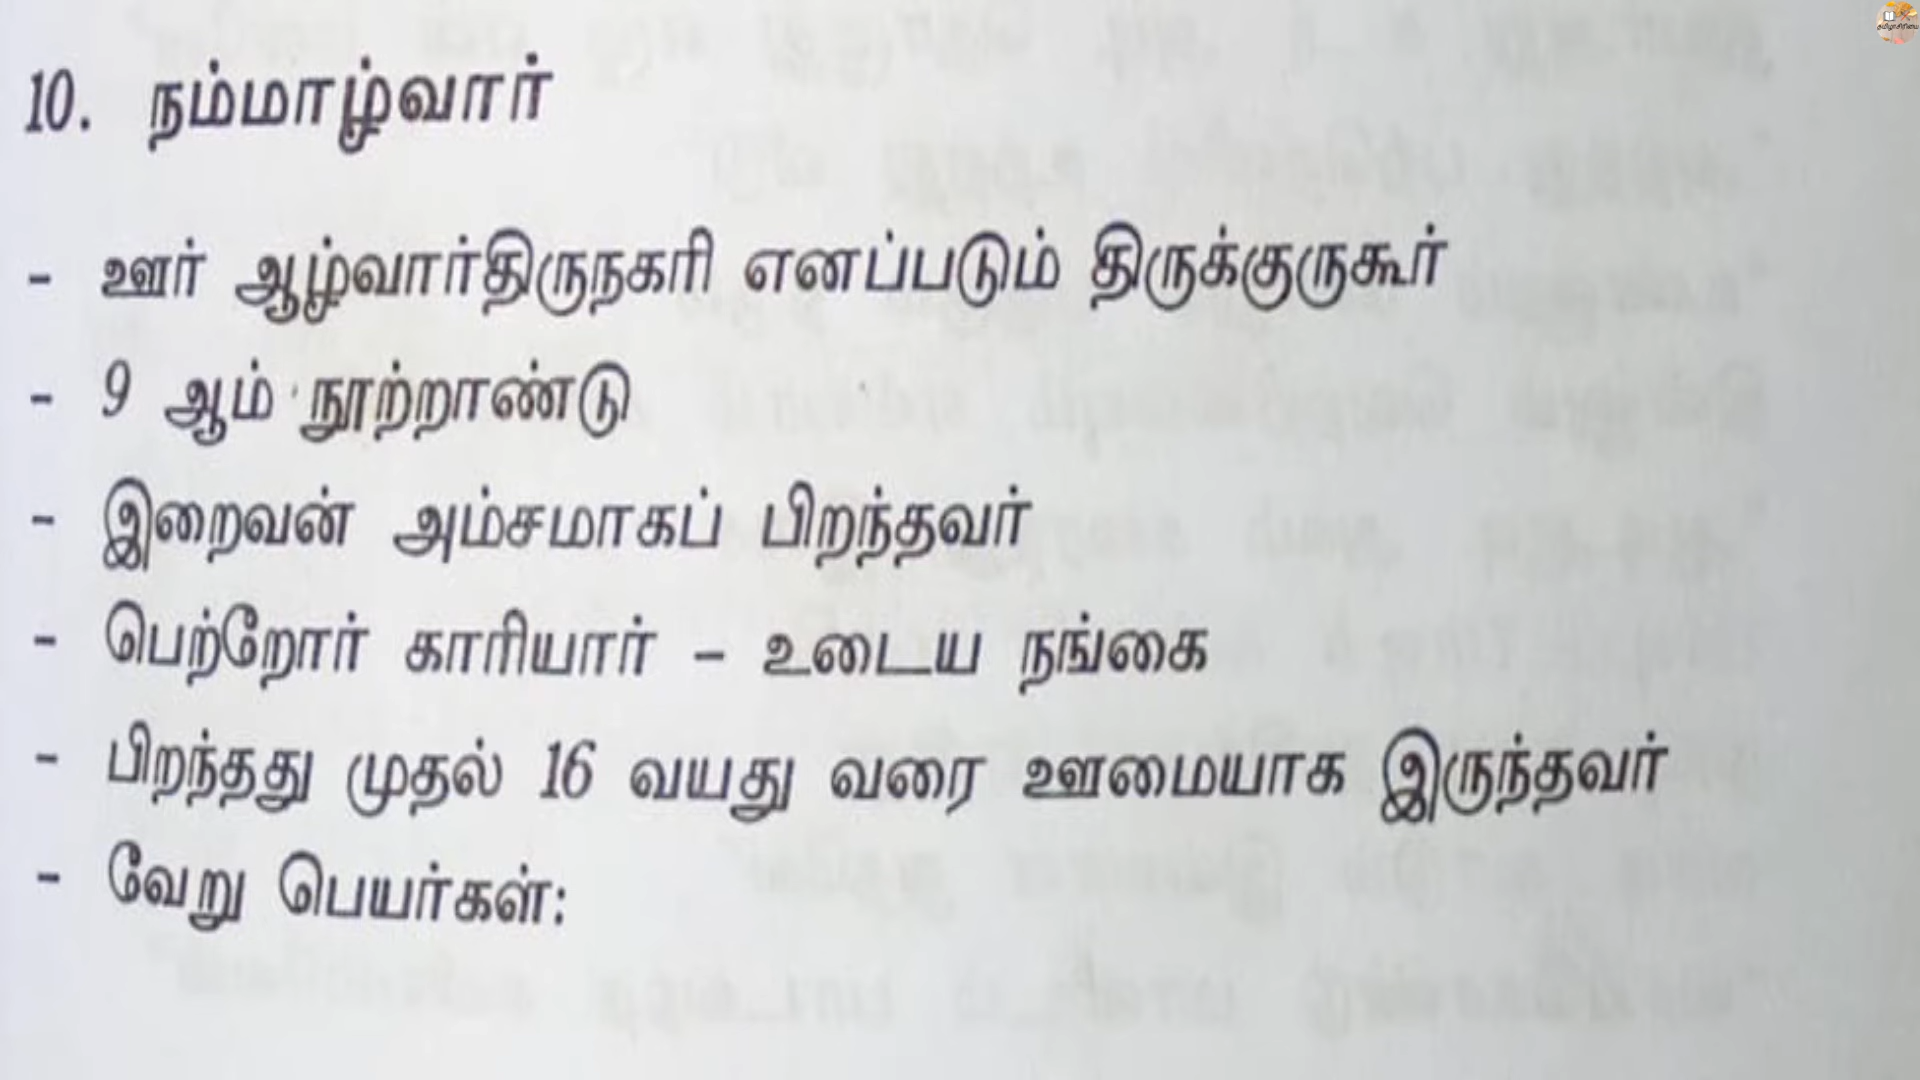 10. நம்மாழ்வார்
- ஊர் ஆழ்வார்திருநகரி எனப்படும் திருக்குருகூர்
- 9 ஆம் நூற்றாண்டு
- இறைவன் அம்சமாகப் பிறந்தவர்
- பெற்றோர் காரியார் – உடைய நங்கை
- பிறந்தது முதல் 16 வயது வரை ஊமையாக இருந்தவர்
- வேறு பெயர்கள்: